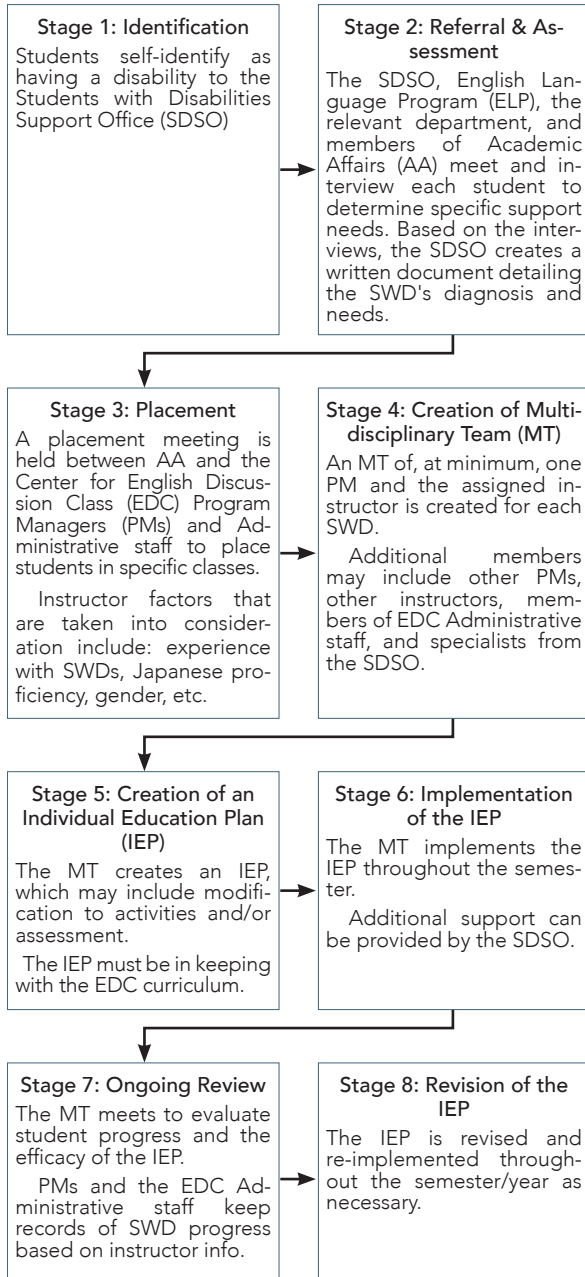 Stage 1: Identification
Students self-identify as
having a disability to the
Students with Disabilities
Support Office (SDSO)
Stage 2: Referral & As-
sessment
The SDSO, English Lan-
guage Program (ELP), the
relevant department, and
members of Academic
Affairs (AA) meet and in-
terview each student to
determine specific support
needs. Based on the inter-
views, the SDSO creates a
written document detailing
the SWD's diagnosis and
needs.
Stage 3: Placement
A placement meeting is
held between AA and the
Center for English Discus-
sion Class (EDC) Program
Managers (PMs) and Ad-
ministrative staff to place
students in specific classes.
Instructor factors that
are taken into consider-
ation include: experience
with SWDs, Japanese pro-
ficiency, gender, etc.
Stage 4: Creation of Multi-
disciplinary Team (MT)
An MT of, at minimum, one
PM and the assigned in-
structor is created for each
SWD.
Additional members
may include other PMs,
other instructors, mem-
bers of EDC Administrative
staff, and specialists from
the SDSO.
Stage 5: Creation of an
Individual Education Plan
(IEP)
The MT creates an IEP,
which may include modifi-
cation to activities and/or
assessment.
The IEP must be in keeping
with the EDC curriculum.
Stage 6: Implementation
of the IEP
The MT implements the
IEP throughout the semes-
ter.
Additional support can
be provided by the SDSO.
Stage 7: Ongoing Review
The MT meets to evaluate
student progress and the
efficacy of the IEP.
PMs and the EDC Ad-
ministrative staff keep
records of SWD progress
based on instructor info.
Stage 8: Revision of the
IEP
The IEP is revised and
re-implemented through-
out the semester/year as
necessary.